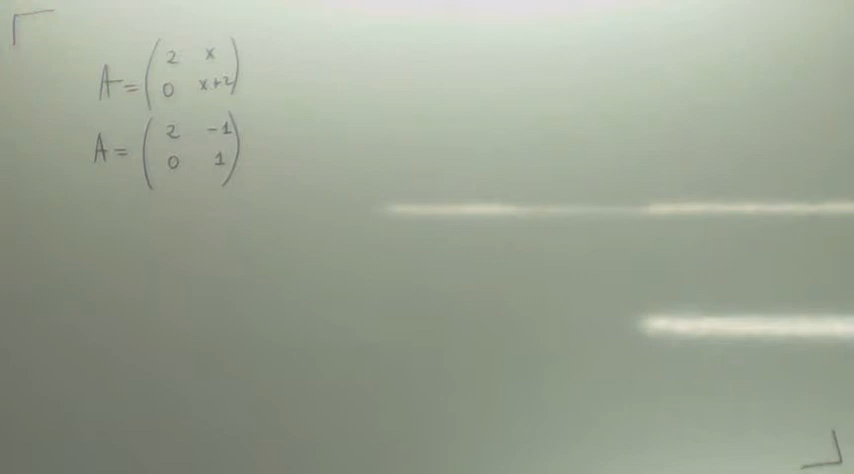 A = ( 2 x
0 x+2 )
A = ( 2 -1
0 1 )